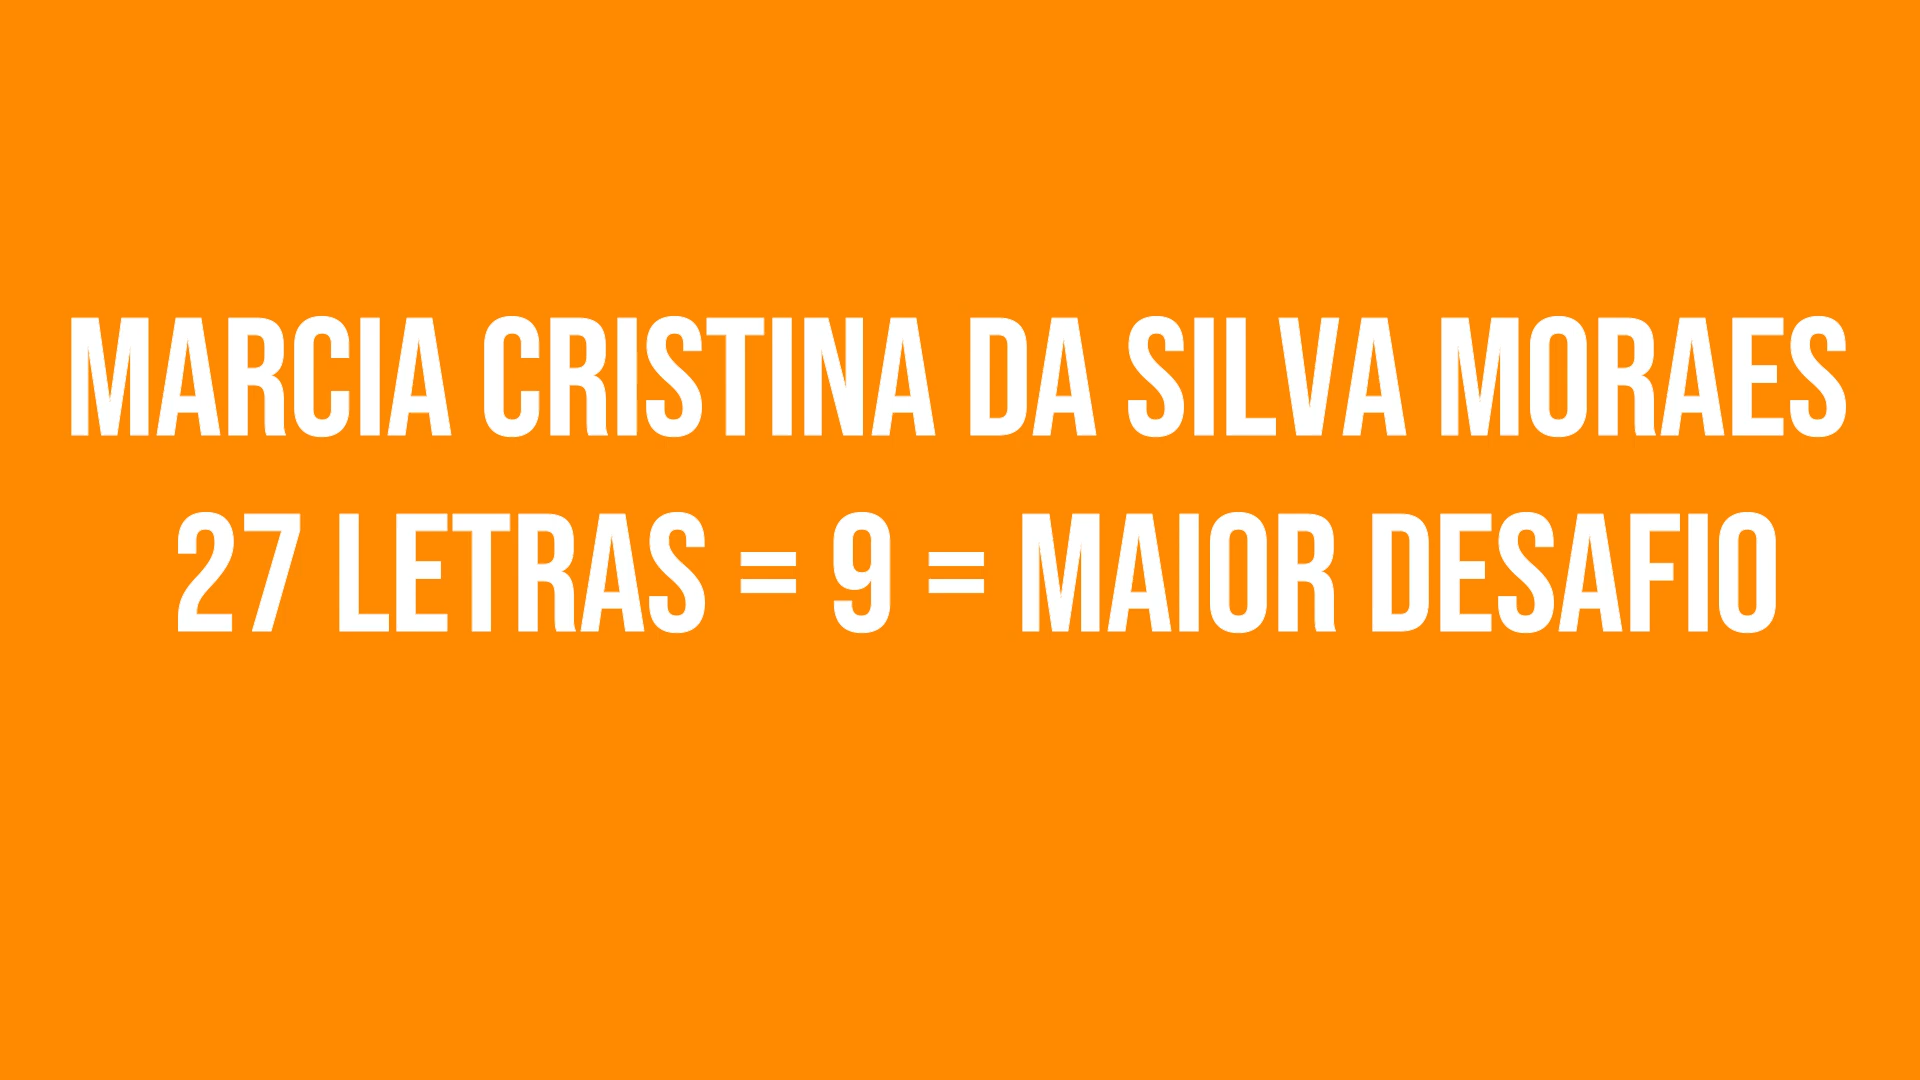 MARCIA CRISTINA DA SILVA MORAES
27 LETRAS = 9 = MAIOR DESAFIO